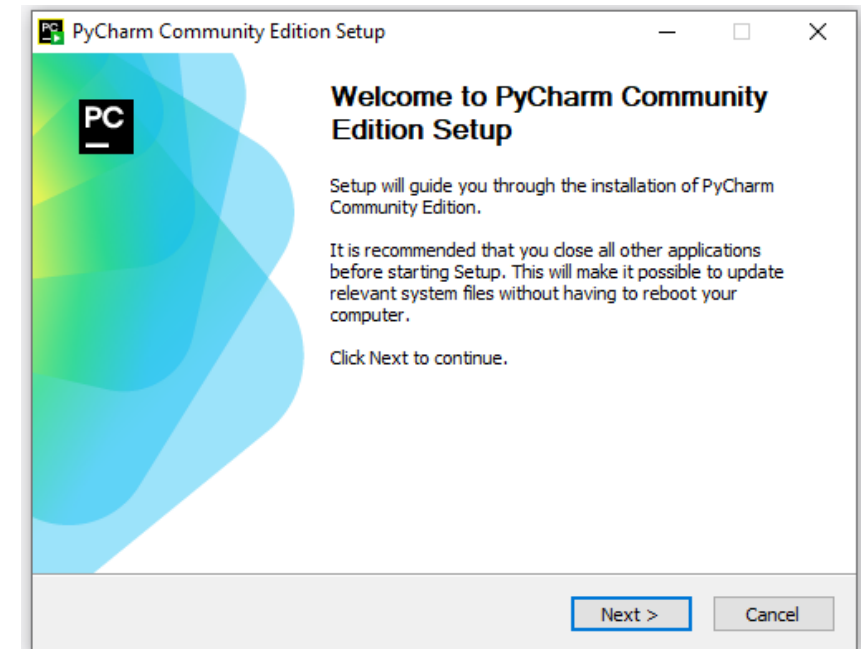 PyCharm Community Edition Setup
PC
Welcome to PyCharm Community
Edition Setup
Setup will guide you through the installation of PyCharm
Community Edition.
It is recommended that you close all other applications
before starting Setup. This will make it possible to update
relevant system files without having to reboot your
computer.
Click Next to continue.
Next >
Cancel